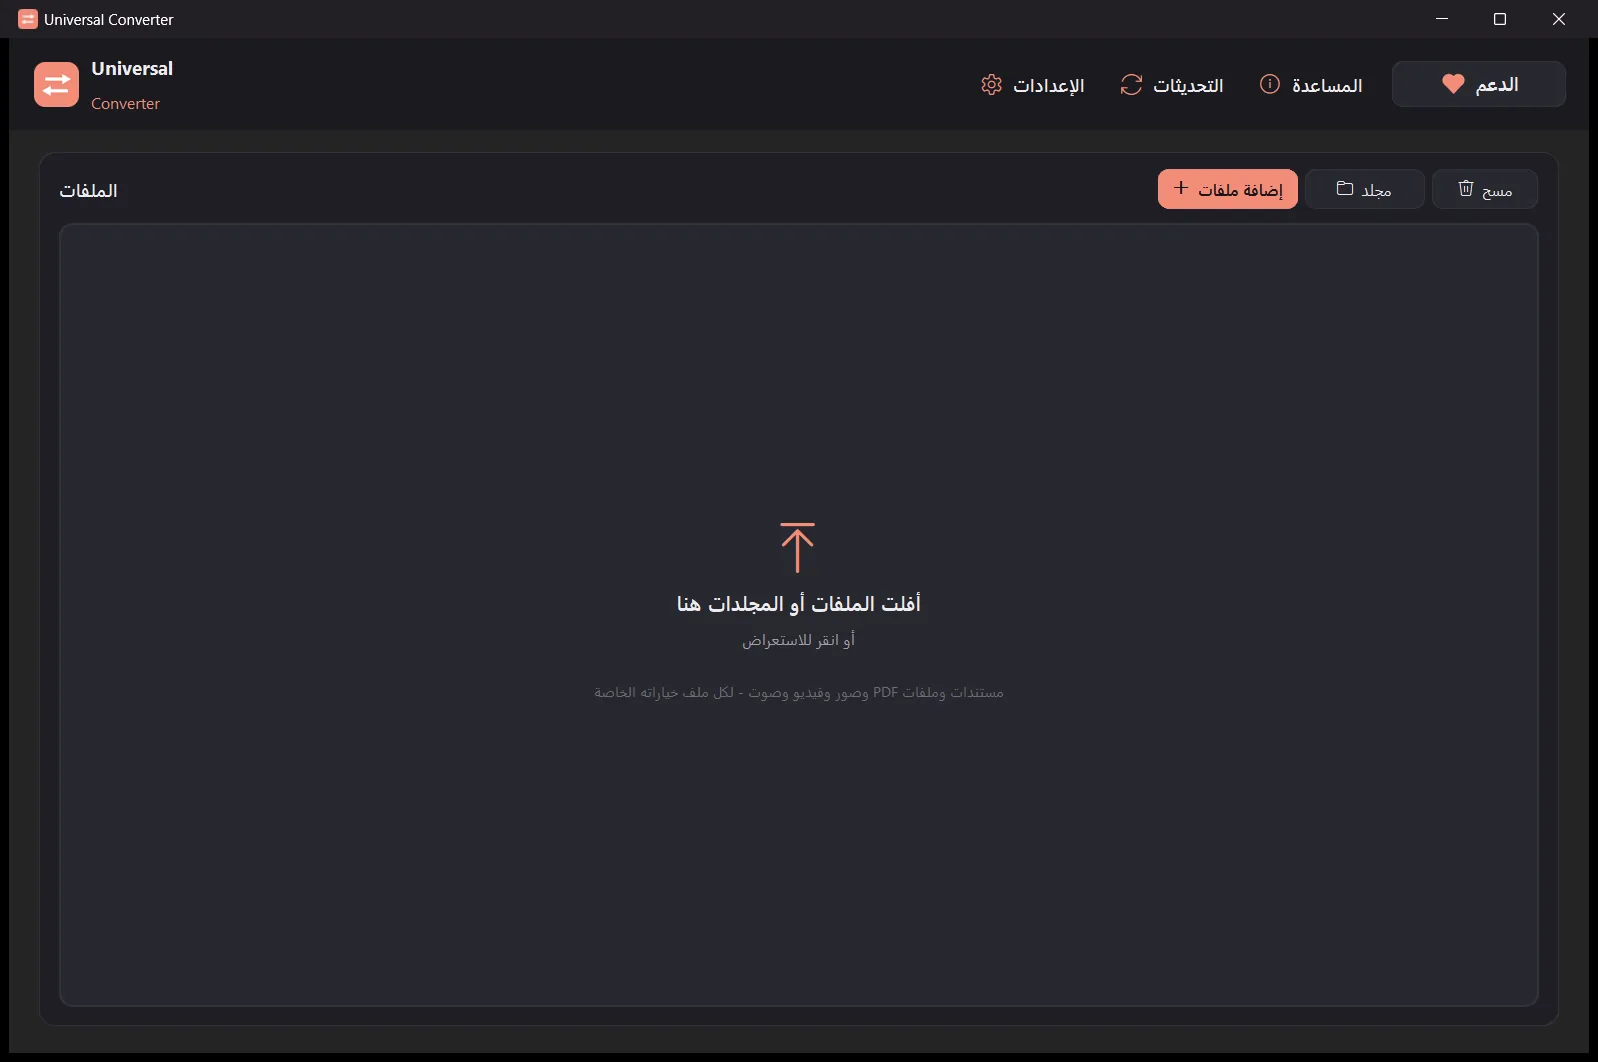 Universal Converter
Universal
Converter
الإعدادات
التحديثات
المساعدة
الدعم
الملفات
إضافة ملفات
مجلد
مسح
أفلت الملفات أو المجلدات هنا
أو انقر للاستعراض
مستندات وملفات PDF وصور وفيديو وصوت - لكل ملف خياراته الخاصة